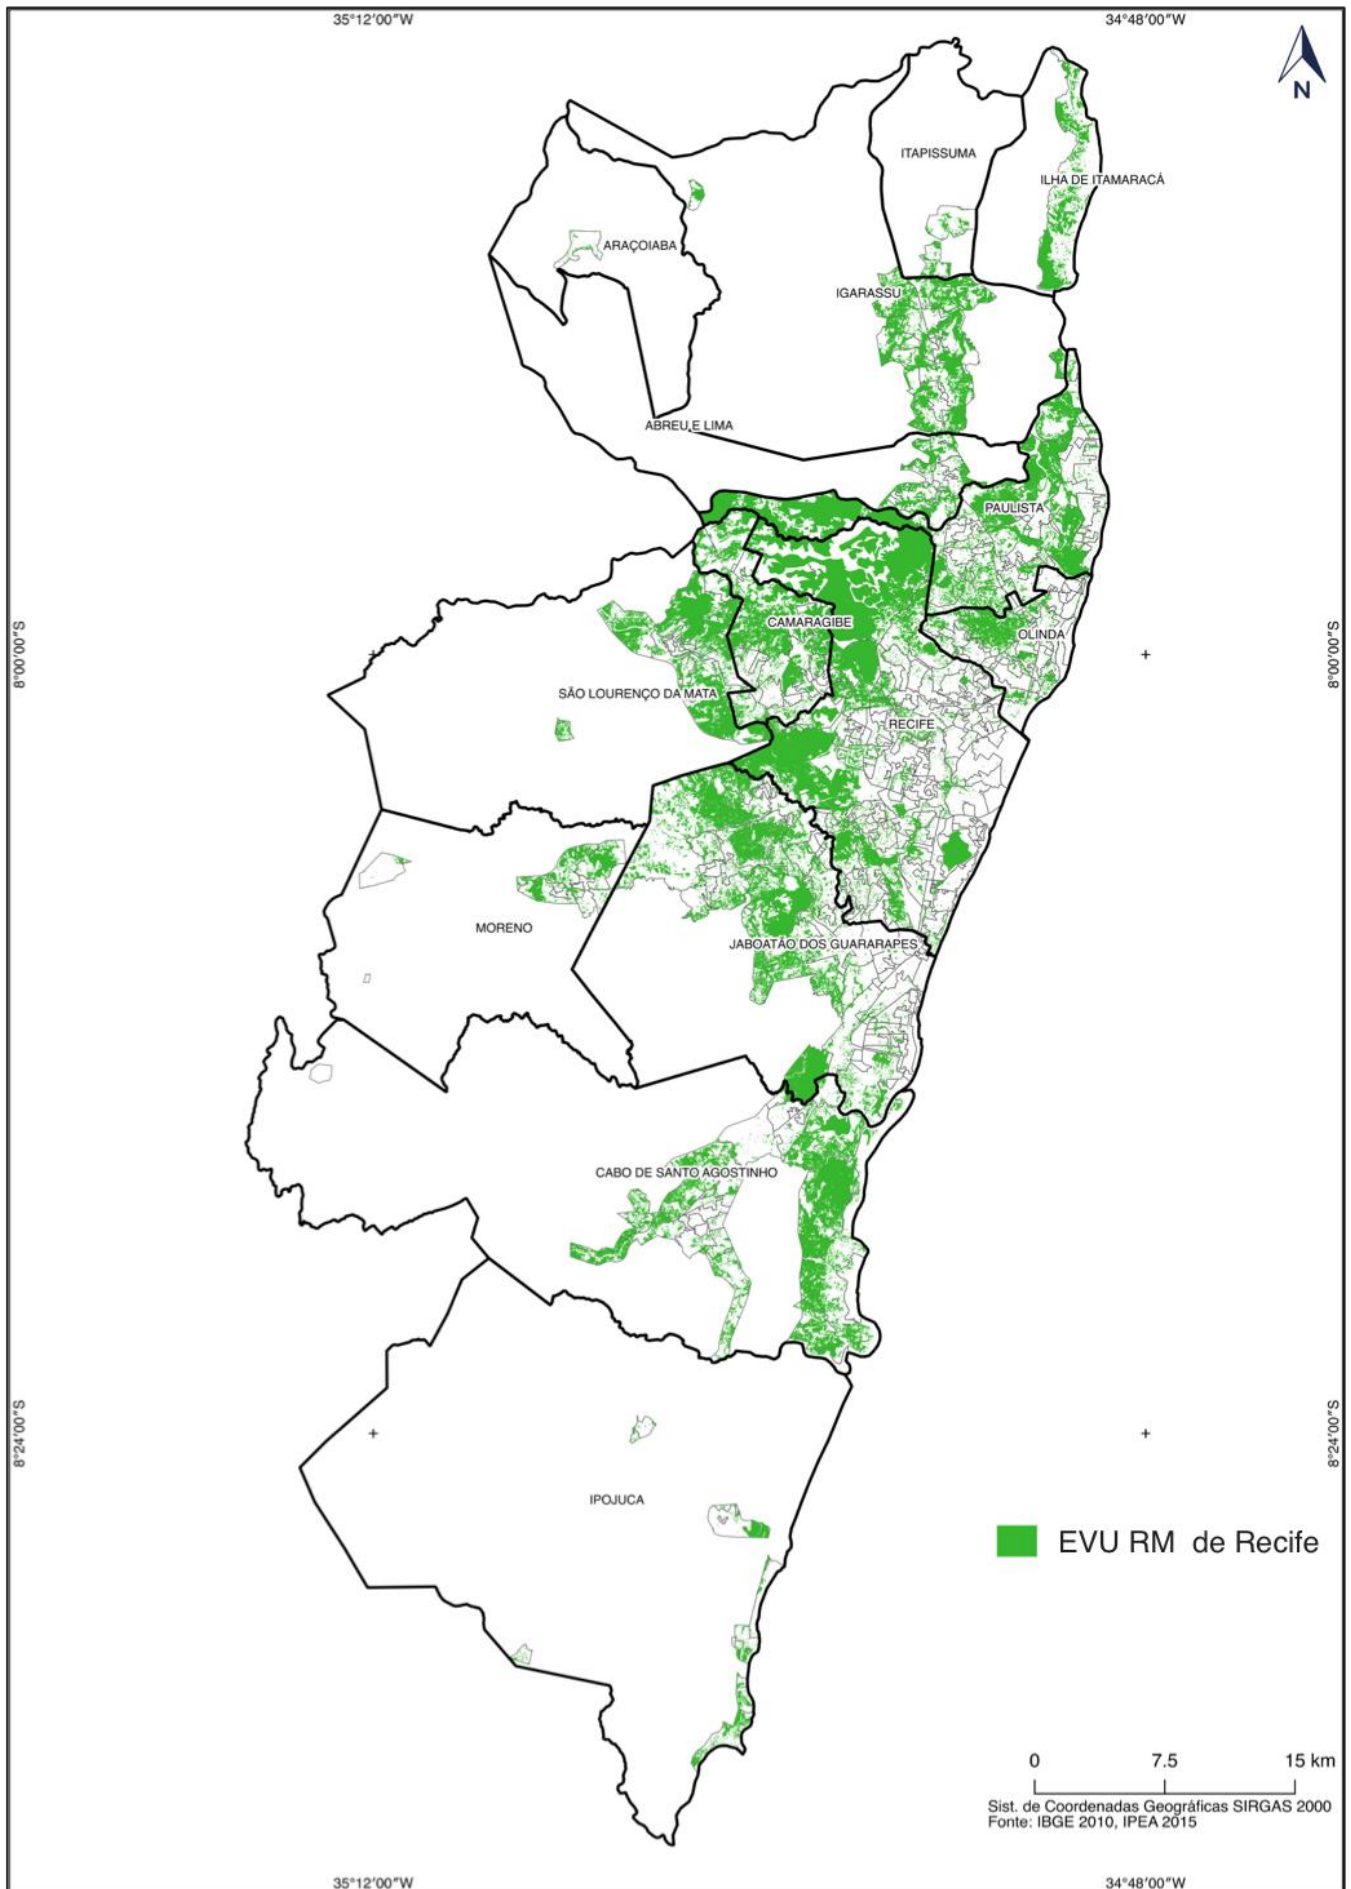 35°12'00"W
34°48'00"W
N
ITAPISSUMA
ILHA DE ITAMARACÁ
ARAÇOIABA
IGARASSU
ABREU E LIMA
PAULISTA
CAMARAGIBE
OLINDA
8°00'00"S
8°00'00"S
SÃO LOURENÇO DA MATA
RECIFE
MORENO
JABOATÃO DOS GUARARAPES
CABO DE SANTO AGOSTINHO
8°24'00"S
8°24'00"S
IPOJUCA
EVU RM de Recife
0 7.5 15 km
Sist. de Coordenadas Geográficas SIRGAS 2000
Fonte: IBGE 2010, IPEA 2015
35°12'00"W
34°48'00"W